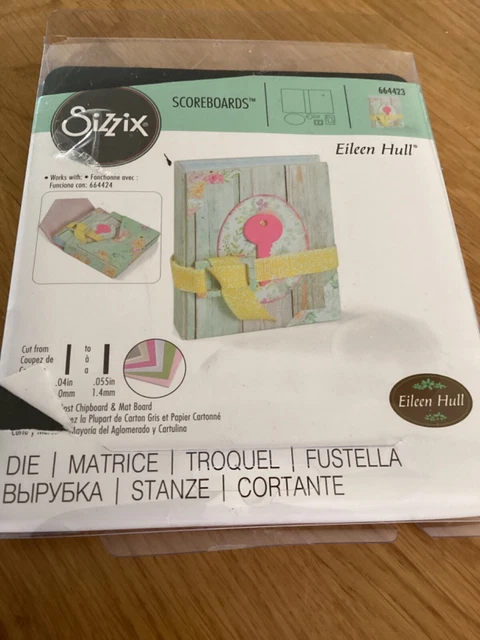 664423
SCOREBOARDS™
Sizzix
Eileen Hull®
• Works with: • Fonctionne avec :
Funciona con: 664424
Cut from
Coupez de
to
à
a
.04in
.055in
1.4mm
Chipboard & Mat Board
la Plupart de Carton Gris et Papier Cartonné
Mayoría del Aglomerado y Cartulina
Eileen Hull
DIE | MATRICE | TROQUEL | FUSTELLA
ВЫРУБКА | STANZE | CORTANTE